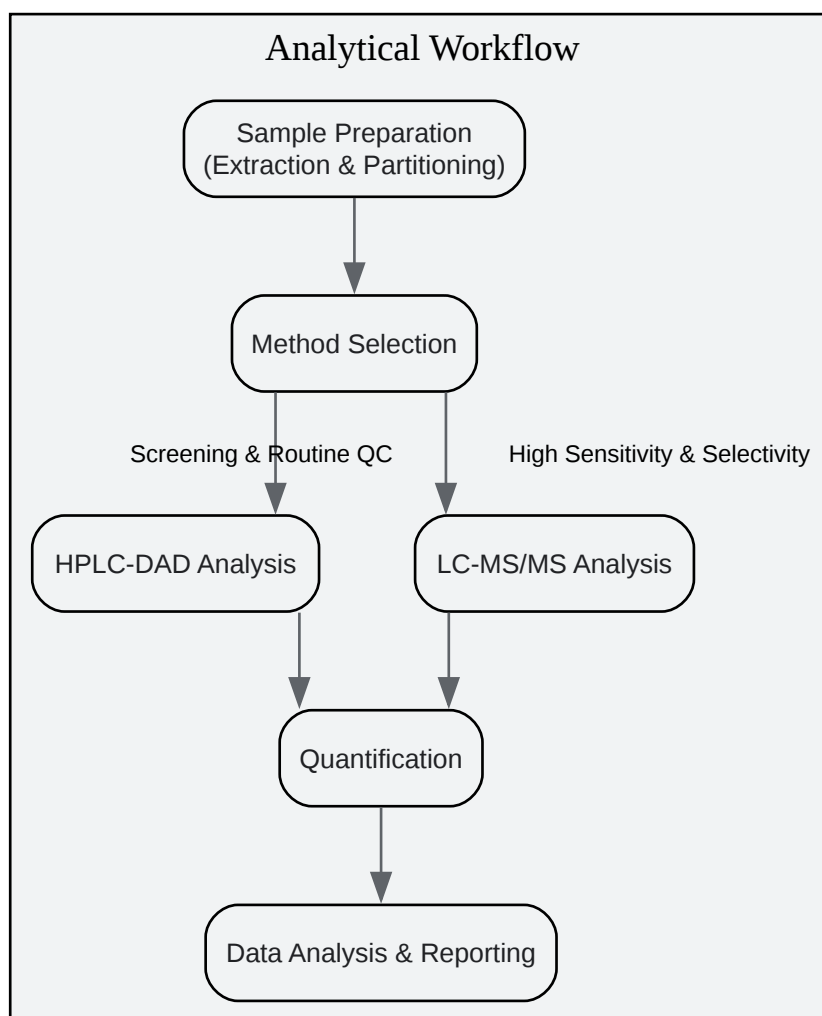 Analytical Workflow
Sample Preparation
(Extraction & Partitioning)
Method Selection
Screening & Routine QC
High Sensitivity & Selectivity
HPLC-DAD Analysis
LC-MS/MS Analysis
Quantification
Data Analysis & Reporting